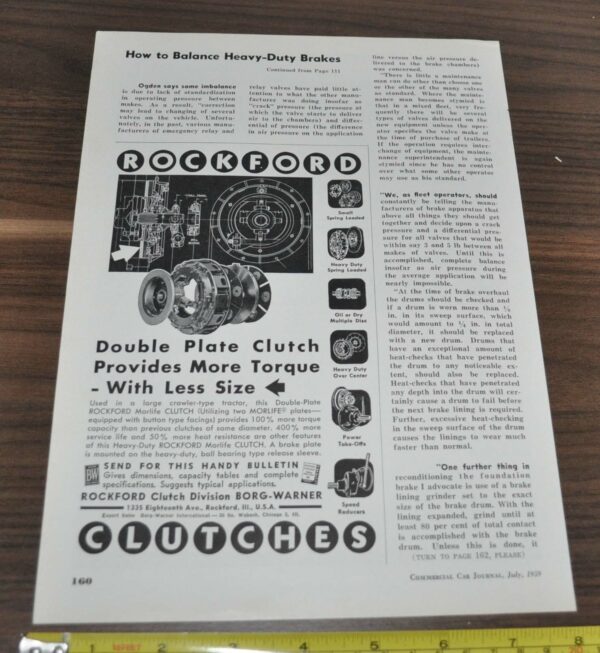 How to Balance Heavy-Duty Brakes
Continued from Page 111
Ogden says some imbalance
is due to lack of standardization
in operating pressure between
makes. As a result, "correction
may lead to changing of several
valves on the vehicle. Unfortu-
nately, in the past, various manu-
facturers of emergency relay and
relay valves have paid little at-
tention to what the other manu-
facturer was doing insofar as
"crack" pressure (the pressure at
which the valve starts to deliver
air to the chambers) and differ-
ential of pressure (the difference
in air pressure on the application
line versus the air pressure de-
livered to the brake chambers)
was concerned.
"There is little a maintenance
man can do other than choose one
or the other of the many valves
as standard. Where the mainte-
nance man becomes stymied is
that in a mixed fleet, very fre-
quently there will be several
types of valves delivered on the
new equipment unless the oper-
ator specifies the valve make at
the time of purchase of trailers.
If the operation requires inter-
change of equipment, the mainte-
nance superintendent is again
stymied since he has no control
over what some other operator
may use as his standard.
"We, as fleet operators, should
constantly be telling the manu-
facturers of brake apparatus that
above all things they should get
together and decide upon a crack
pressure and a differential pres-
sure for all valves that would be
within say 3 and 5 lb between all
makes of valves. Until this is
accomplished, complete balance
insofar as air pressure during
the average application will be
nearly impossible.
"At the time of brake overhaul
the drums should be checked and
if a drum is worn more than
in. in its sweep surface, which
would amount to ¼ in. in total
diameter, it should be replaced
with a new drum. Drums that
have an exceptional amount of
heat-checks that have penetrated
the drum to any noticeable ex-
tent, should also be replaced.
Heat-checks that have penetrated
any depth into the drum will cer-
tainly cause a drum to fail before
the next brake lining is required.
Further, excessive heat-checking
in the sweep surface of the drum
causes the linings to wear much
faster than normal.
"One further thing in
reconditioning the foundation
brake I advocate is use of a brake
lining grinder set to the exact
size of the brake drum. With the
lining expanded, grind until at
least 80 per cent of total contact
is accomplished with the brake
drum. Unless this is done, it
(TURN TO PAGE 162, PLEASE)
ROCKFORD
Small
Spring Loaded
Heavy Duty
Spring Loaded
Oil or Dry
Multiple Disc
Heavy Duty
Over Center
Power
Take-Offs
Speed
Reducers
Double Plate Clutch
Provides More Torque
- With Less Size
Used in a large crawler-type tractor, this Double-Plate
ROCKFORD Morlife CLUTCH (Utilizing two MORLIFE® plates—
equipped with button type facings) provides 100% more torque
capacity than previous clutches of same diameter. 400% more
service life and 50% more heat resistance are other features
of this Heavy-Duty ROCKFORD Morlife CLUTCH. A brake plate
is mounted on the heavy-duty, ball bearing type release sleeve.
BW
SEND FOR THIS HANDY BULLETIN
Gives dimensions, capacity tables and complete
specifications. Suggests typical applications.
ROCKFORD Clutch Division BORG-WARNER
1325 Eighteenth Ave., Rockford, Ill., U.S.A.
Export Sales Borg-Warner International — 36 So. Wabash, Chicago 3, Ill.
CLUTCHES
160
COMMERCIAL CAR JOURNAL, July, 1959
1 2 3 4 5 6 7 8